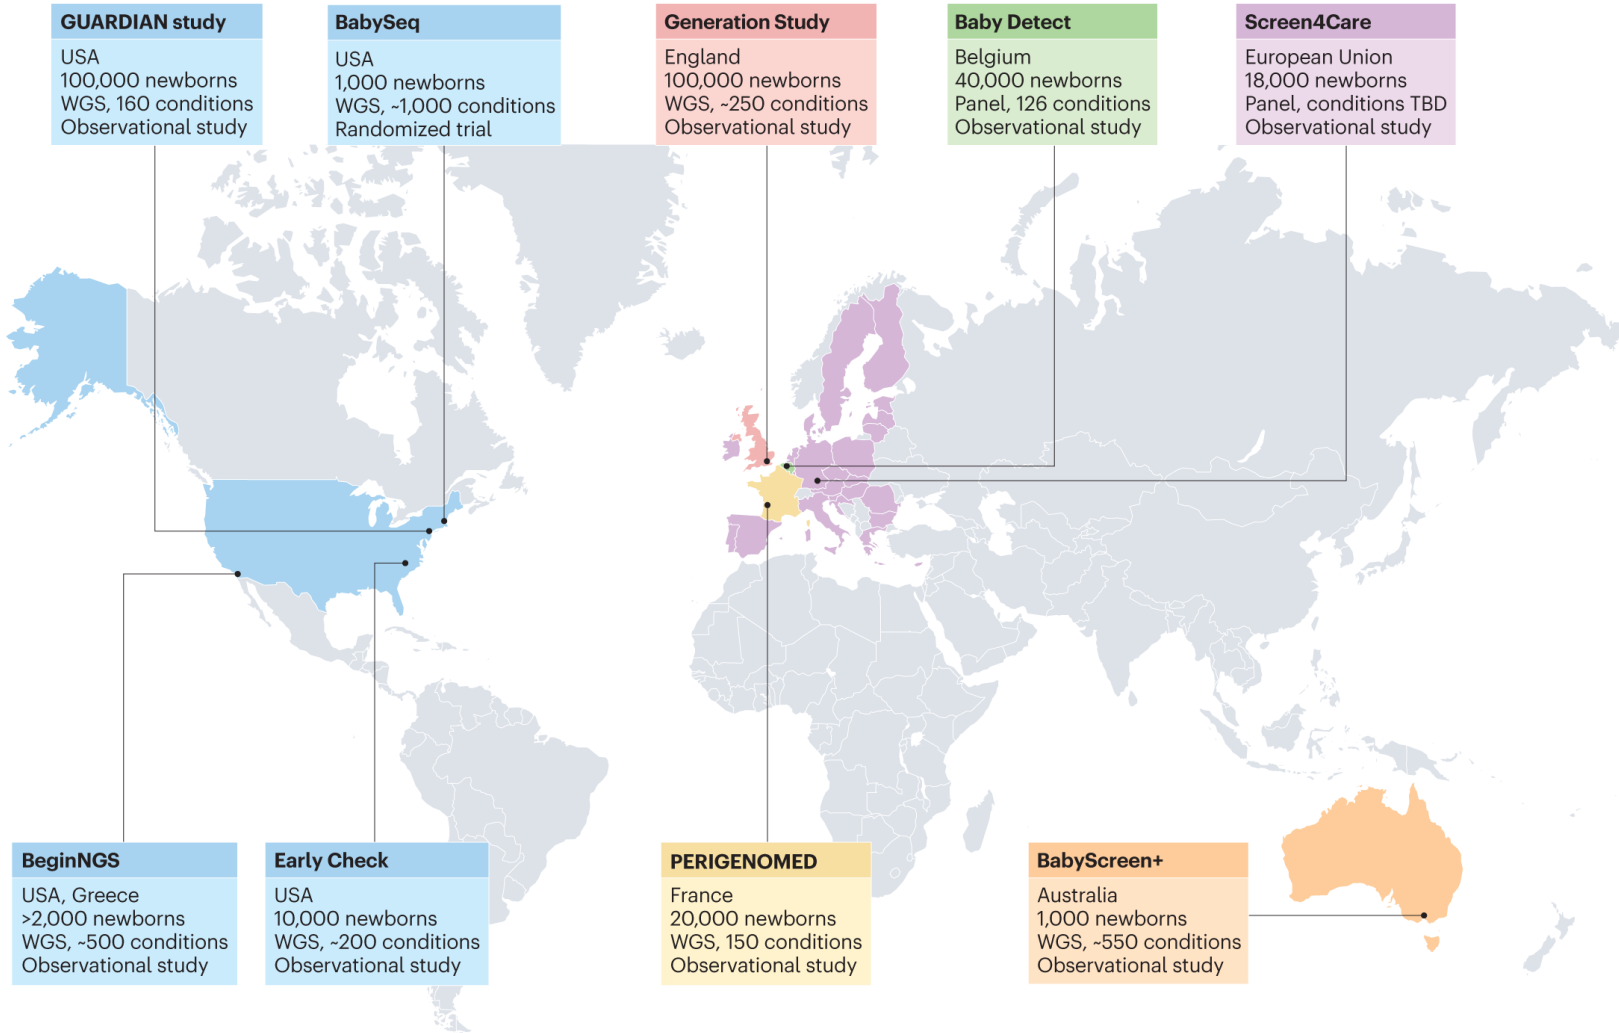 GUARDIAN study
USA
100,000 newborns
WGS, 160 conditions
Observational study
BabySeq
USA
1,000 newborns
WGS, ~1,000 conditions
Randomized trial
Generation Study
England
100,000 newborns
WGS, ~250 conditions
Observational study
Baby Detect
Belgium
40,000 newborns
Panel, 126 conditions
Observational study
Screen4Care
European Union
18,000 newborns
Panel, conditions TBD
Observational study
BeginNGS
USA, Greece
>2,000 newborns
WGS, ~500 conditions
Observational study
Early Check
USA
10,000 newborns
WGS, ~200 conditions
Observational study
PERIGENOMED
France
20,000 newborns
WGS, 150 conditions
Observational study
BabyScreen+
Australia
1,000 newborns
WGS, ~550 conditions
Observational study